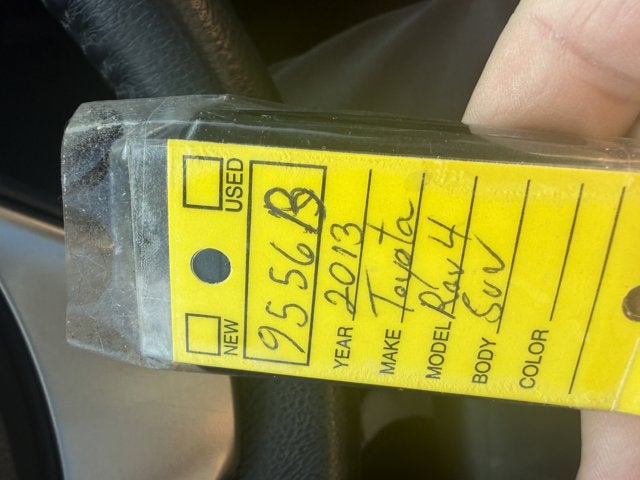 NEW USED
9556B
YEAR 2013
MAKE Toyota
MODEL Rav 4
BODY SUV
COLOR